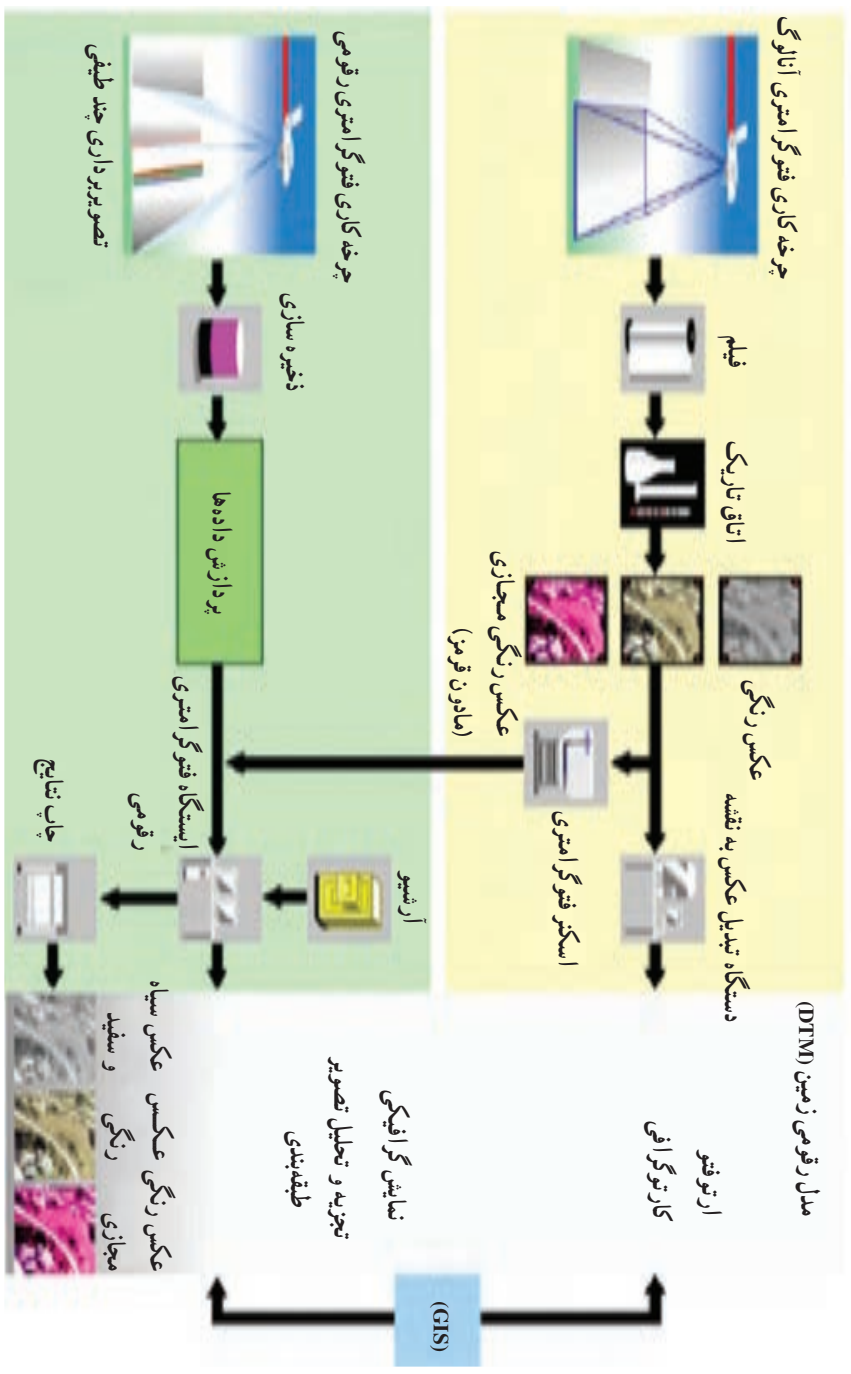 چرخه کاری فتوگرامتری آنالوگ
فیلم
اتاق تاریک
عکس رنگی
عکس رنگی مجازی
(مادون قرمز)
اسکنر فتوگرامتری
دستگاه تبدیل عکس به نقشه
مدل رقومی زمین (DTM)
ارتوفتو
کارتوگرافی
چرخه کاری فتوگرامتری رقومی
تصویربرداری چند طیفی
ذخیره سازی
پردازش داده‌ها
ایستگاه فتوگرامتری
رقومی
آرشیو
چاپ نتایج
نمایش گرافیکی
تجزیه و تحلیل تصویر
طبقه‌بندی
عکس سیاه
و سفید
عکس
رنگی
عکس رنگی
مجازی
(GIS)